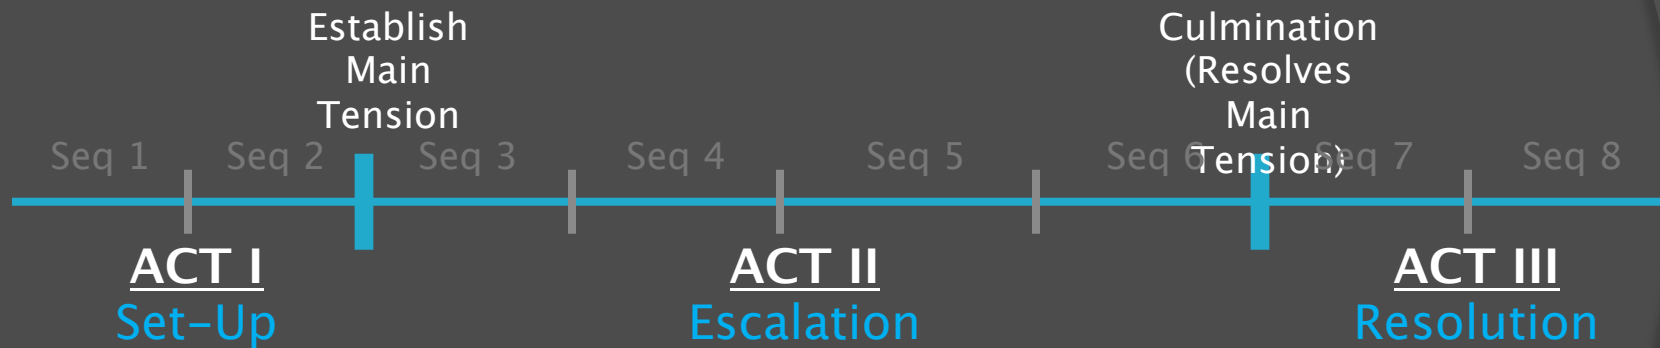 Establish
Main
Tension
Culmination
(Resolves
Main
Tension)
Seq 1
Seq 2
Seq 3
Seq 4
Seq 5
Seq 6
Seq 7
Seq 8
ACT I
Set-Up
ACT II
Escalation
ACT III
Resolution